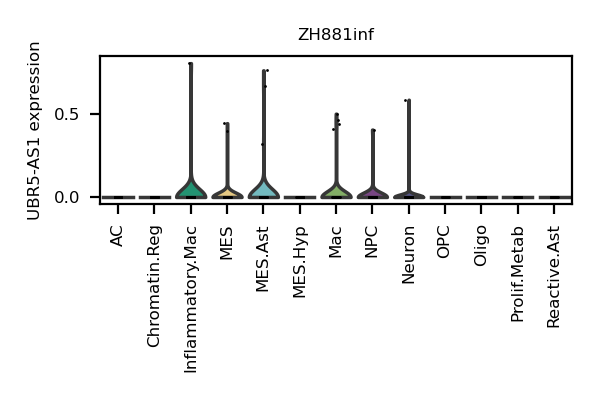 ZH881inf
UBR5-AS1 expression
0.5
0.0
AC
Chromatin.Reg
Inflammatory.Mac
MES
MES.Ast
MES.Hyp
Mac
NPC
Neuron
OPC
Oligo
Prolif.Metab
Reactive.Ast